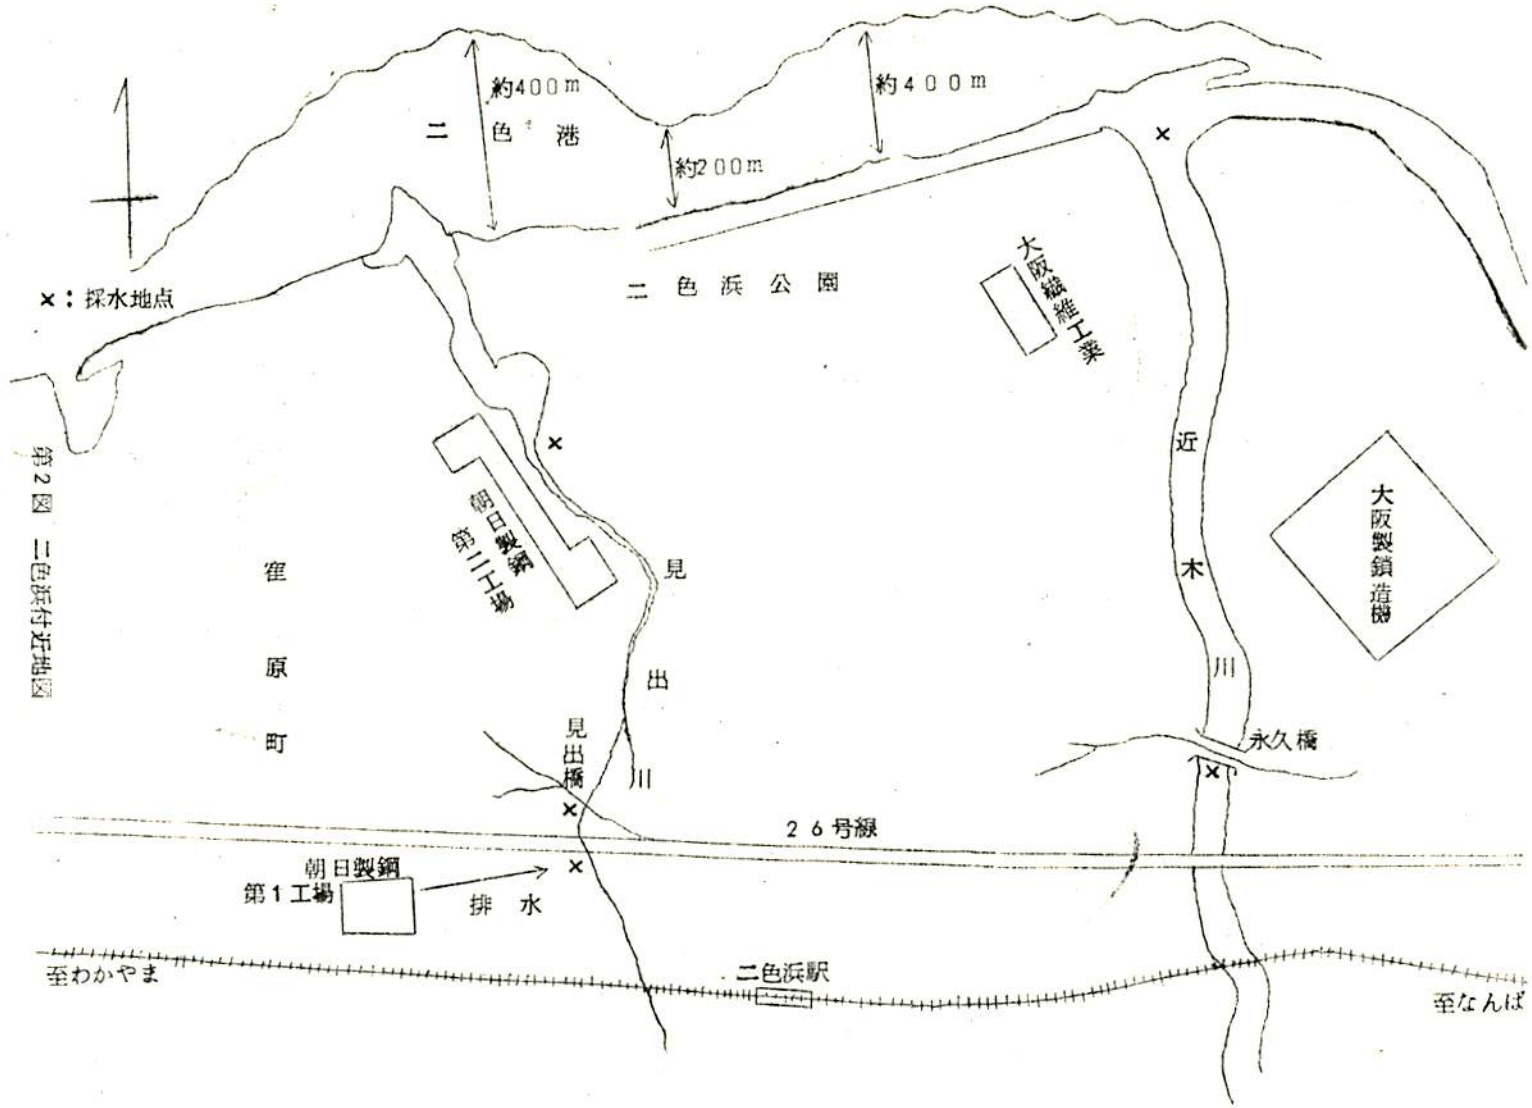 約400m
約400m
二色港
約200m
×：採水地点
二色浜公園
大阪繊維工業
近木川
大阪製鎖造機
朝日製鋼
第二工場
見出川
第2図 二色浜付近地図
窪原町
見出橋
永久橋
26号線
朝日製鋼
第1工場
排水
至わかやま
二色浜駅
至なんば